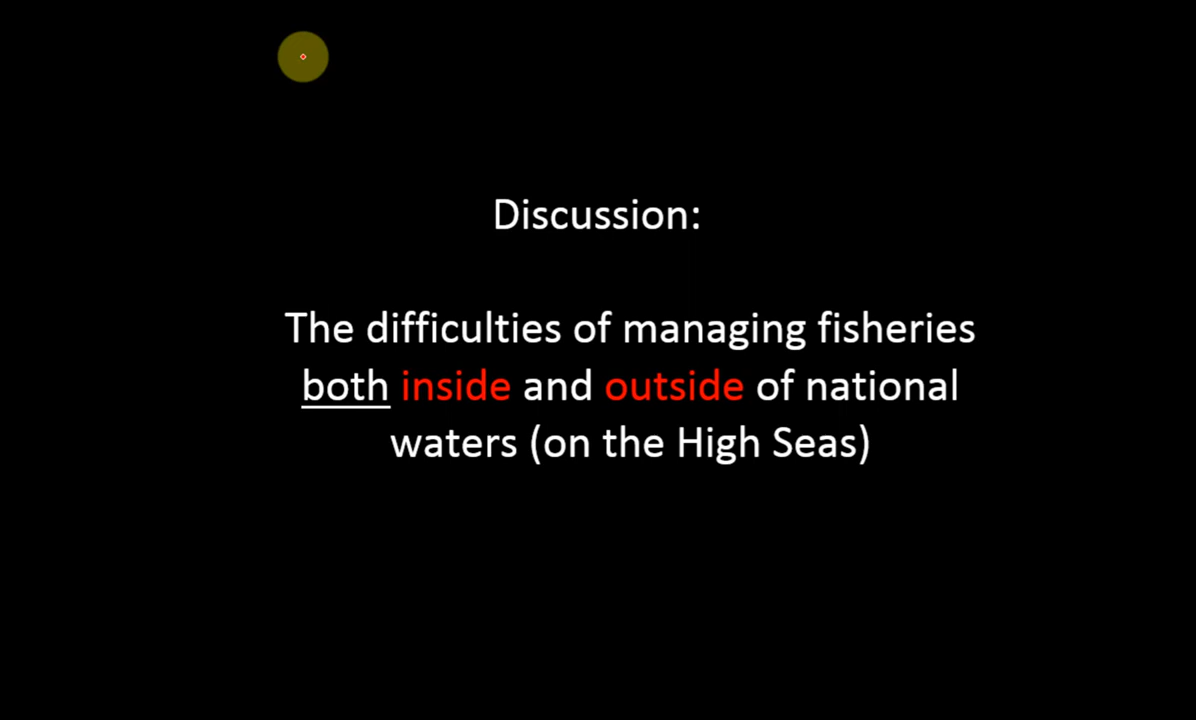 Discussion:
The difficulties of managing fisheries
both inside and outside of national
waters (on the High Seas)